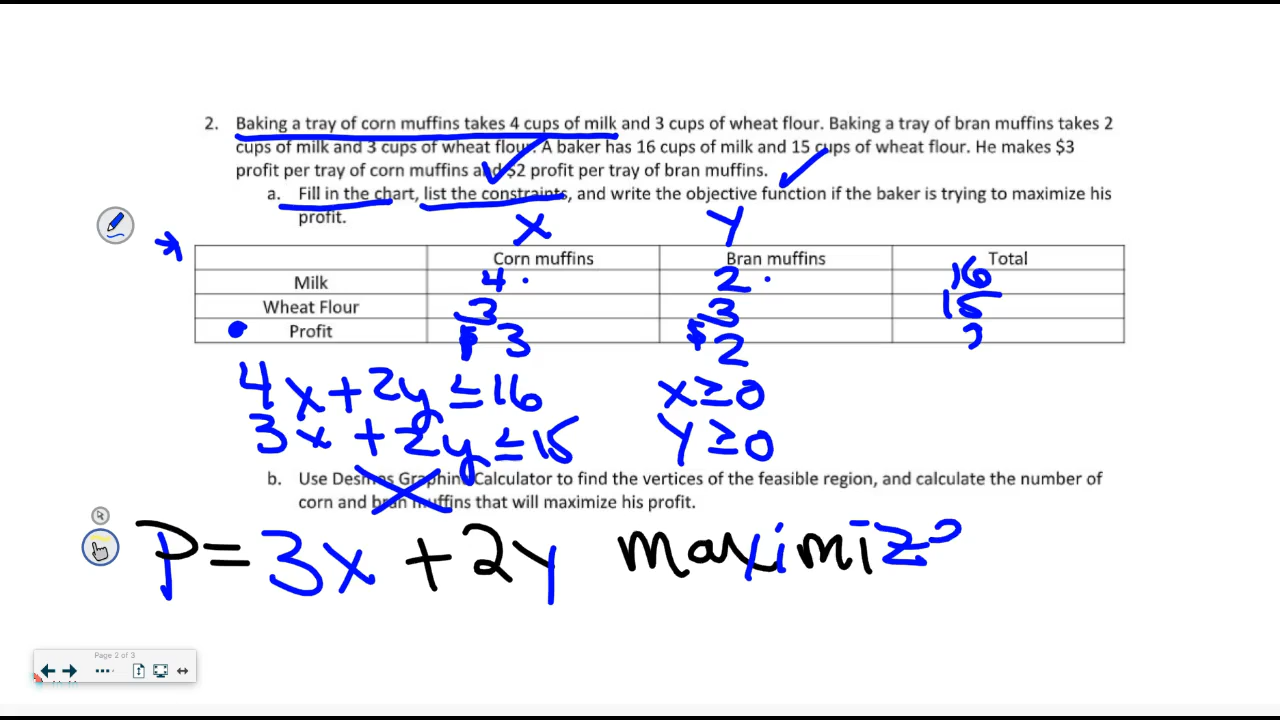 2. Baking a tray of corn muffins takes 4 cups of milk and 3 cups of wheat flour. Baking a tray of bran muffins takes 2
cups of milk and 3 cups of wheat flour. A baker has 16 cups of milk and 15 cups of wheat flour. He makes $3
profit per tray of corn muffins and $2 profit per tray of bran muffins.
a. Fill in the chart, list the constraints, and write the objective function if the baker is trying to maximize his
profit.
X Y
Corn muffins Bran muffins Total
Milk 4 2 16
Wheat Flour 3 3 15
Profit $3 $2 ?
4x+2y≤16 x≥0
3x+2y≤15 y≥0
b. Use Desmos Graphing Calculator to find the vertices of the feasible region, and calculate the number of
corn and bran muffins that will maximize his profit.
P=3x+2y maximize
Page 2 of 3